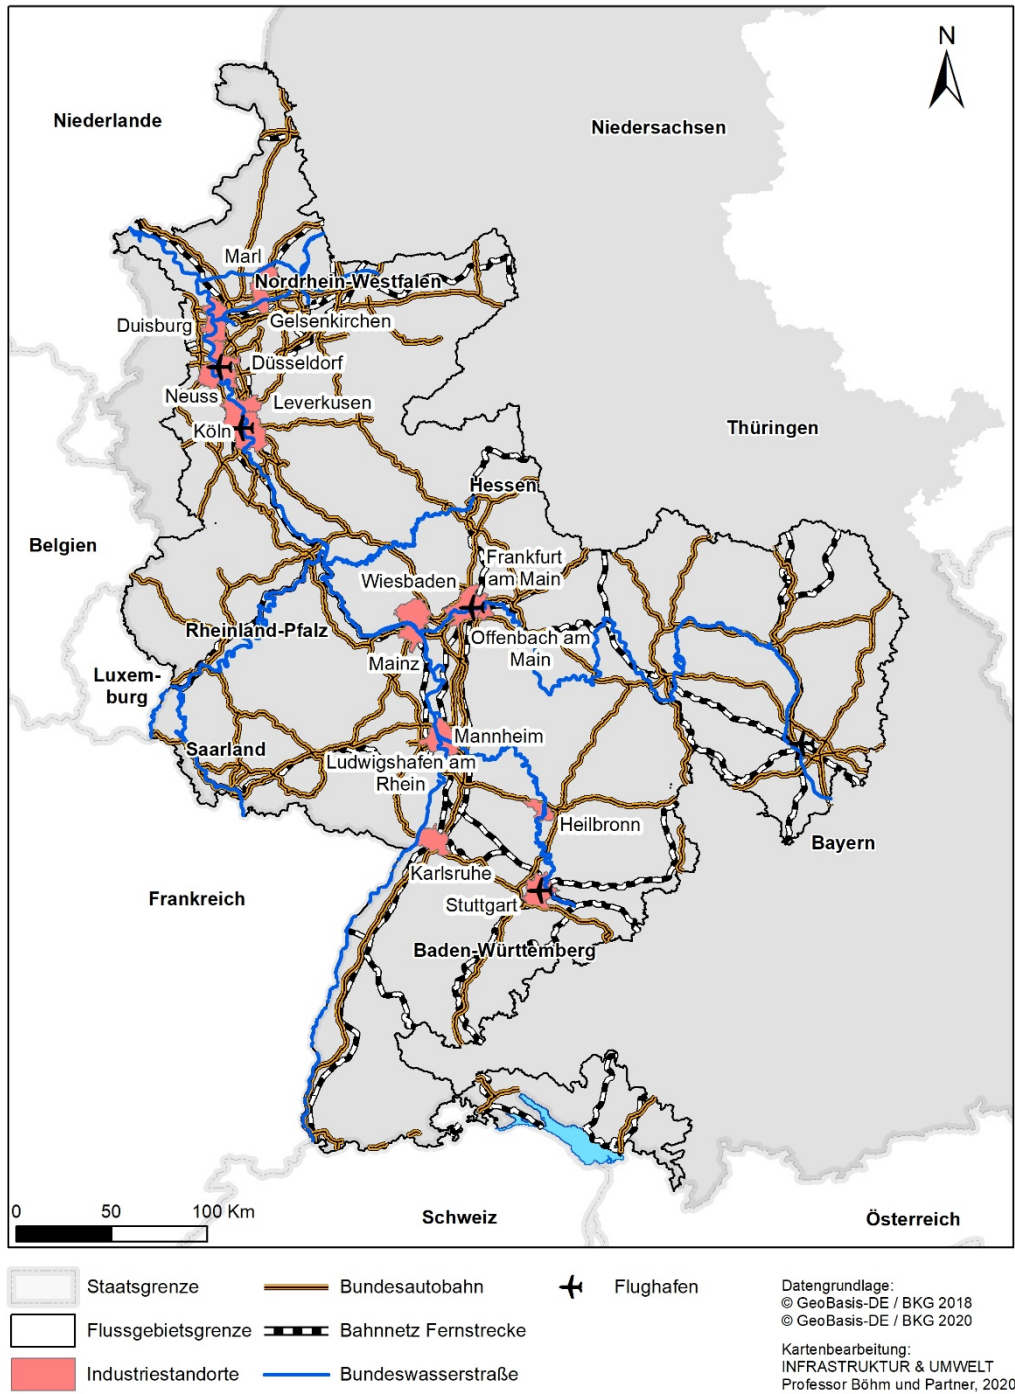 N
Niederlande
Niedersachsen
Marl
Nordrhein-Westfalen
Duisburg
Gelsenkirchen
Düsseldorf
Neuss
Leverkusen
Köln
Thüringen
Hessen
Belgien
Frankfurt
am Main
Wiesbaden
Rheinland-Pfalz
Offenbach am
Main
Mainz
Luxem-
burg
Mannheim
Saarland
Ludwigshafen am
Rhein
Heilbronn
Bayern
Karlsruhe
Frankreich
Stuttgart
Baden-Württemberg
0 50 100 Km
Schweiz
Österreich
Staatsgrenze
Bundesautobahn
Flughafen
Flussgebietsgrenze
Bahnnetz Fernstrecke
Industriestandorte
Bundeswasserstraße
Datengrundlage:
© GeoBasis-DE / BKG 2018
© GeoBasis-DE / BKG 2020
Kartenbearbeitung:
INFRASTRUKTUR & UMWELT
Professor Böhm und Partner, 2020